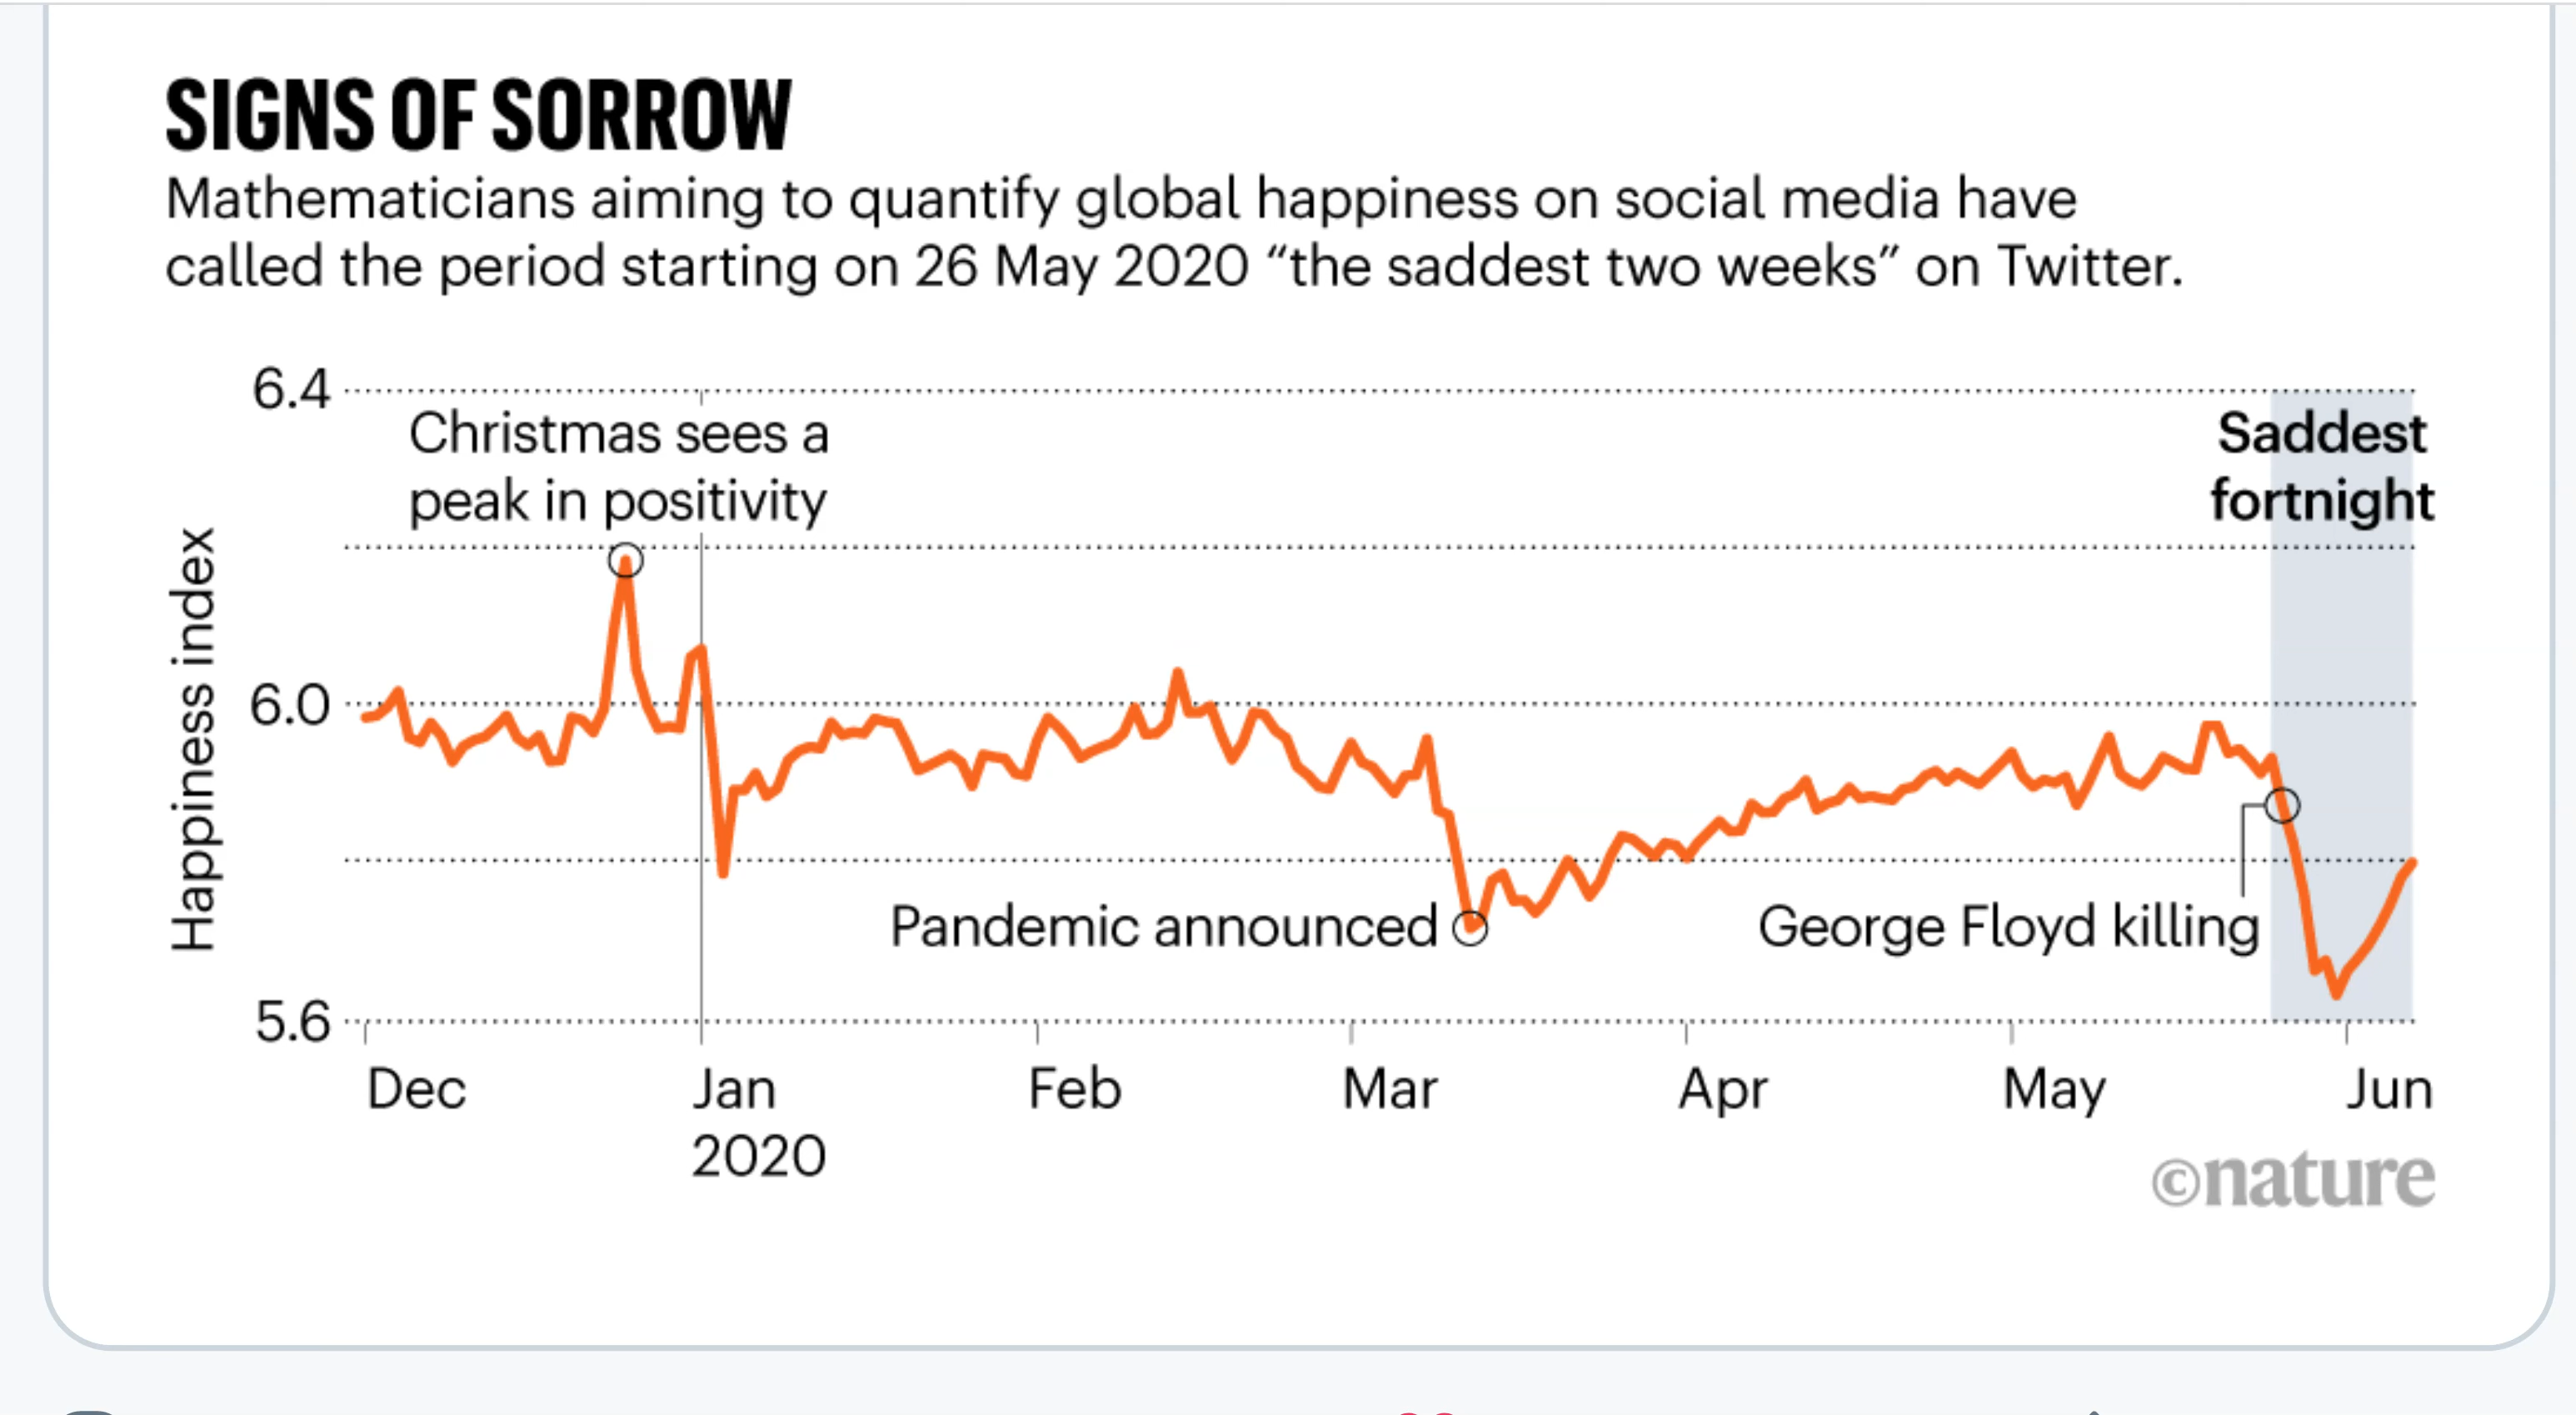 SIGNS OF SORROW
Mathematicians aiming to quantify global happiness on social media have
called the period starting on 26 May 2020 “the saddest two weeks” on Twitter.
Happiness index
6.4
6.0
5.6
Christmas sees a
peak in positivity
Pandemic announced
George Floyd killing
Saddest
fortnight
Dec
Jan
2020
Feb
Mar
Apr
May
Jun
©nature